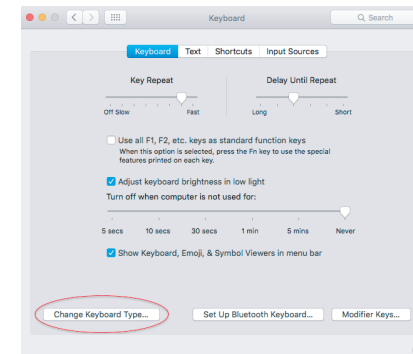 Keyboard
Search
Keyboard Text Shortcuts Input Sources
Key Repeat Delay Until Repeat
Off Slow Fast Long Short
Use all F1, F2, etc. keys as standard function keys
When this option is selected, press the Fn key to use the special
features printed on each key.
Adjust keyboard brightness in low light
Turn off when computer is not used for:
5 secs 10 secs 30 secs 1 min 5 mins Never
Show Keyboard, Emoji, & Symbol Viewers in menu bar
Change Keyboard Type... Set Up Bluetooth Keyboard... Modifier Keys...